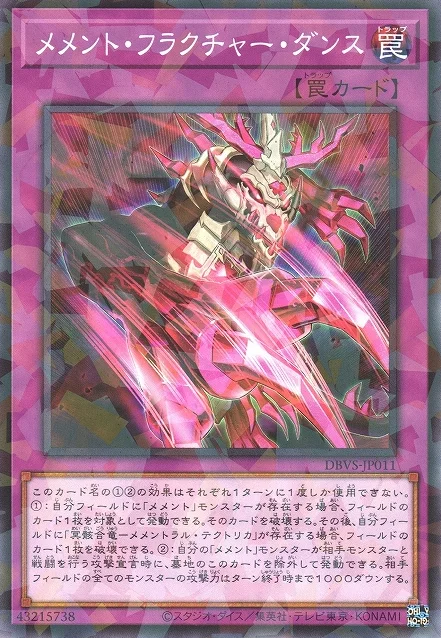 メメント・フラクチャー・ダンス
トラップ
罠
トラップ
【罠カード】
DBVS-JP011
このカード名の①②の効果はそれぞれ1ターンに1度しか使用できない。
①:自分フィールドに「メメント」モンスターが存在する場合、フィールドの
カード1枚を対象として発動できる。そのカードを破壊する。その後、自分フィ
ールドに「冥骸合竜-メメントラル・テクトリカ」が存在する場合、フィールドの
カード1枚を破壊できる。②:自分の「メメント」モンスターが相手モンスターと
戦闘を行う攻撃宣言時に、墓地のこのカードを除外して発動できる。相手
フィールドの全てのモンスターの攻撃力はターン終了時まで1000ダウンする。
43215738
©スタジオ・ダイス/集英社・テレビ東京・KONAMI